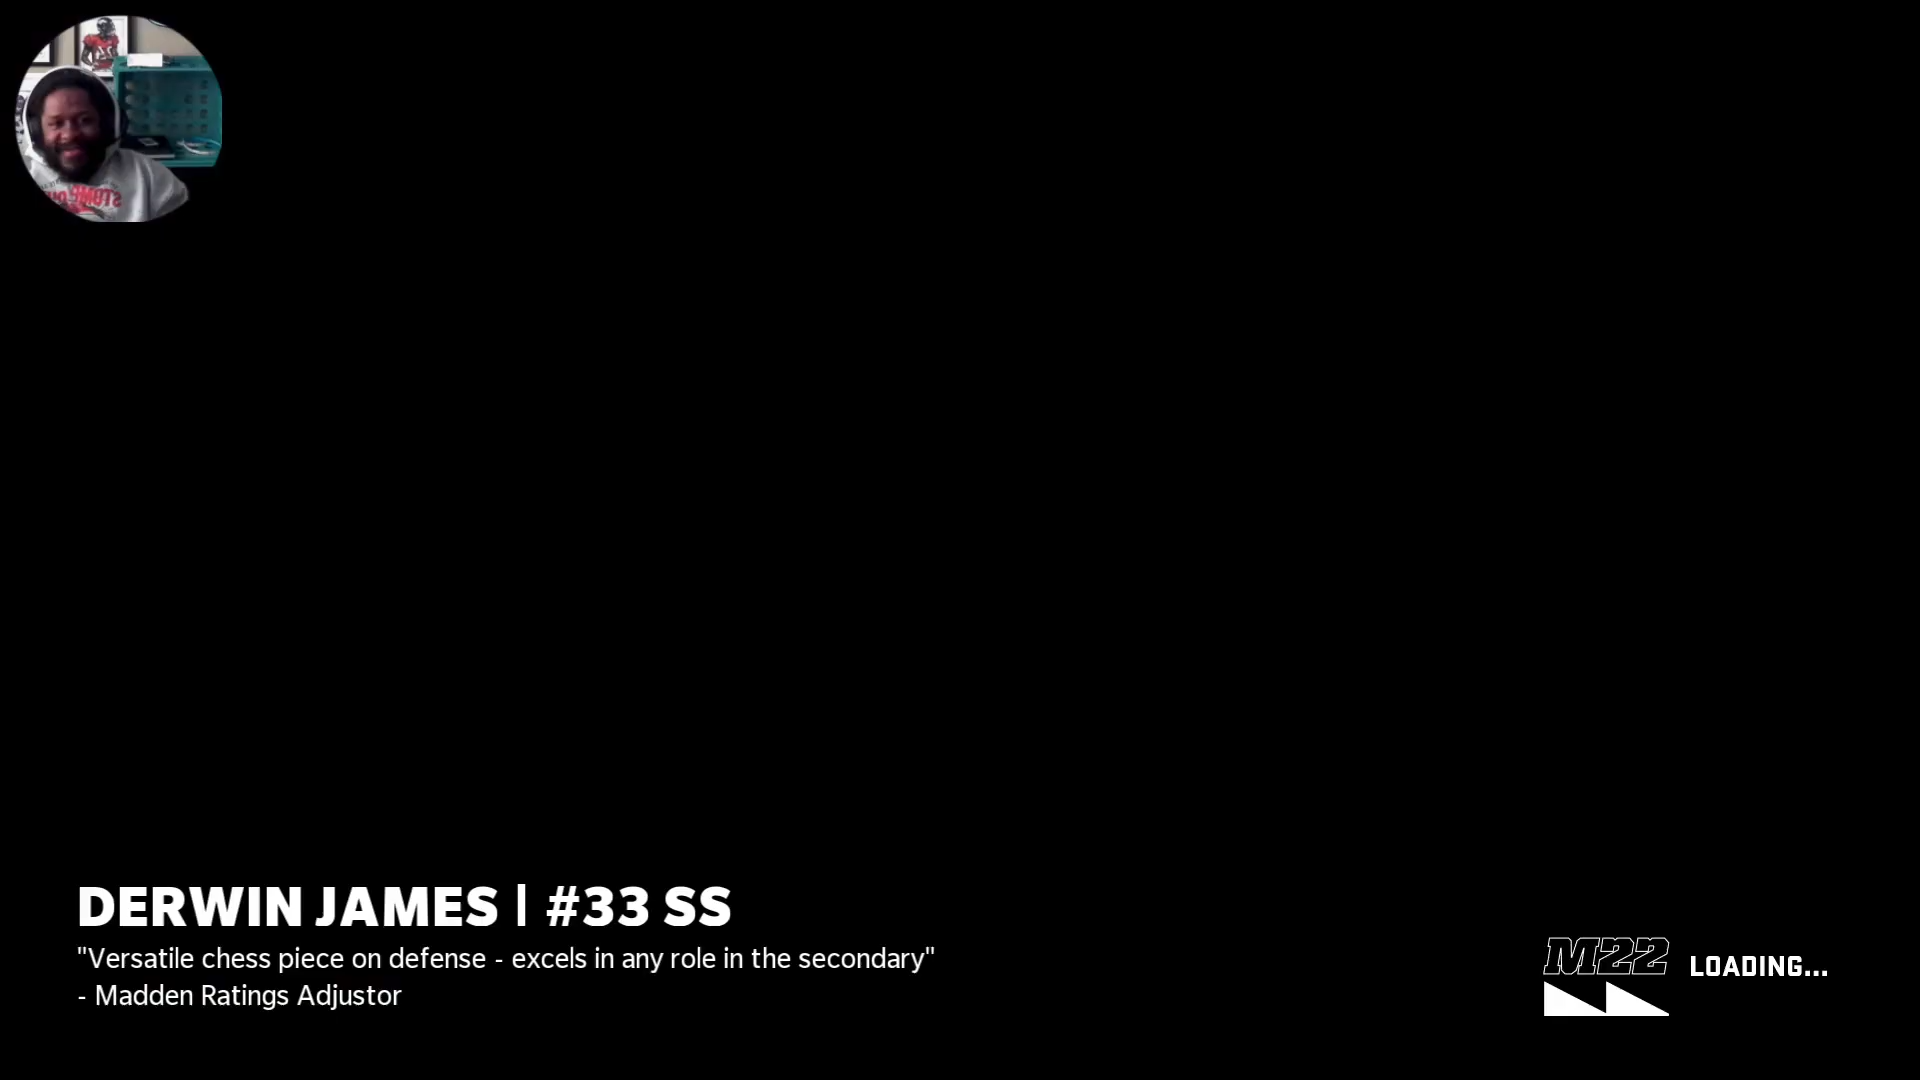 DERWIN JAMES | #33 SS
"Versatile chess piece on defense - excels in any role in the secondary"
- Madden Ratings Adjustor
M22
LOADING...